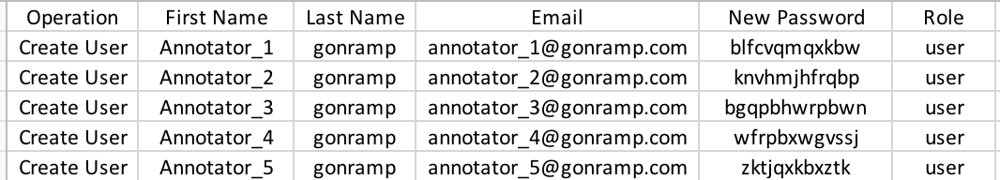 Operation First Name Last Name Email New Password Role
Create User Annotator_1 gonramp annotator_1@gonramp.com blfcvqmqxkbw user
Create User Annotator_2 gonramp annotator_2@gonramp.com knvhmjhfrqbp user
Create User Annotator_3 gonramp annotator_3@gonramp.com bgqpbhwrpbwn user
Create User Annotator_4 gonramp annotator_4@gonramp.com wfrpbxwgvssj user
Create User Annotator_5 gonramp annotator_5@gonramp.com zktjqxkbxztk user